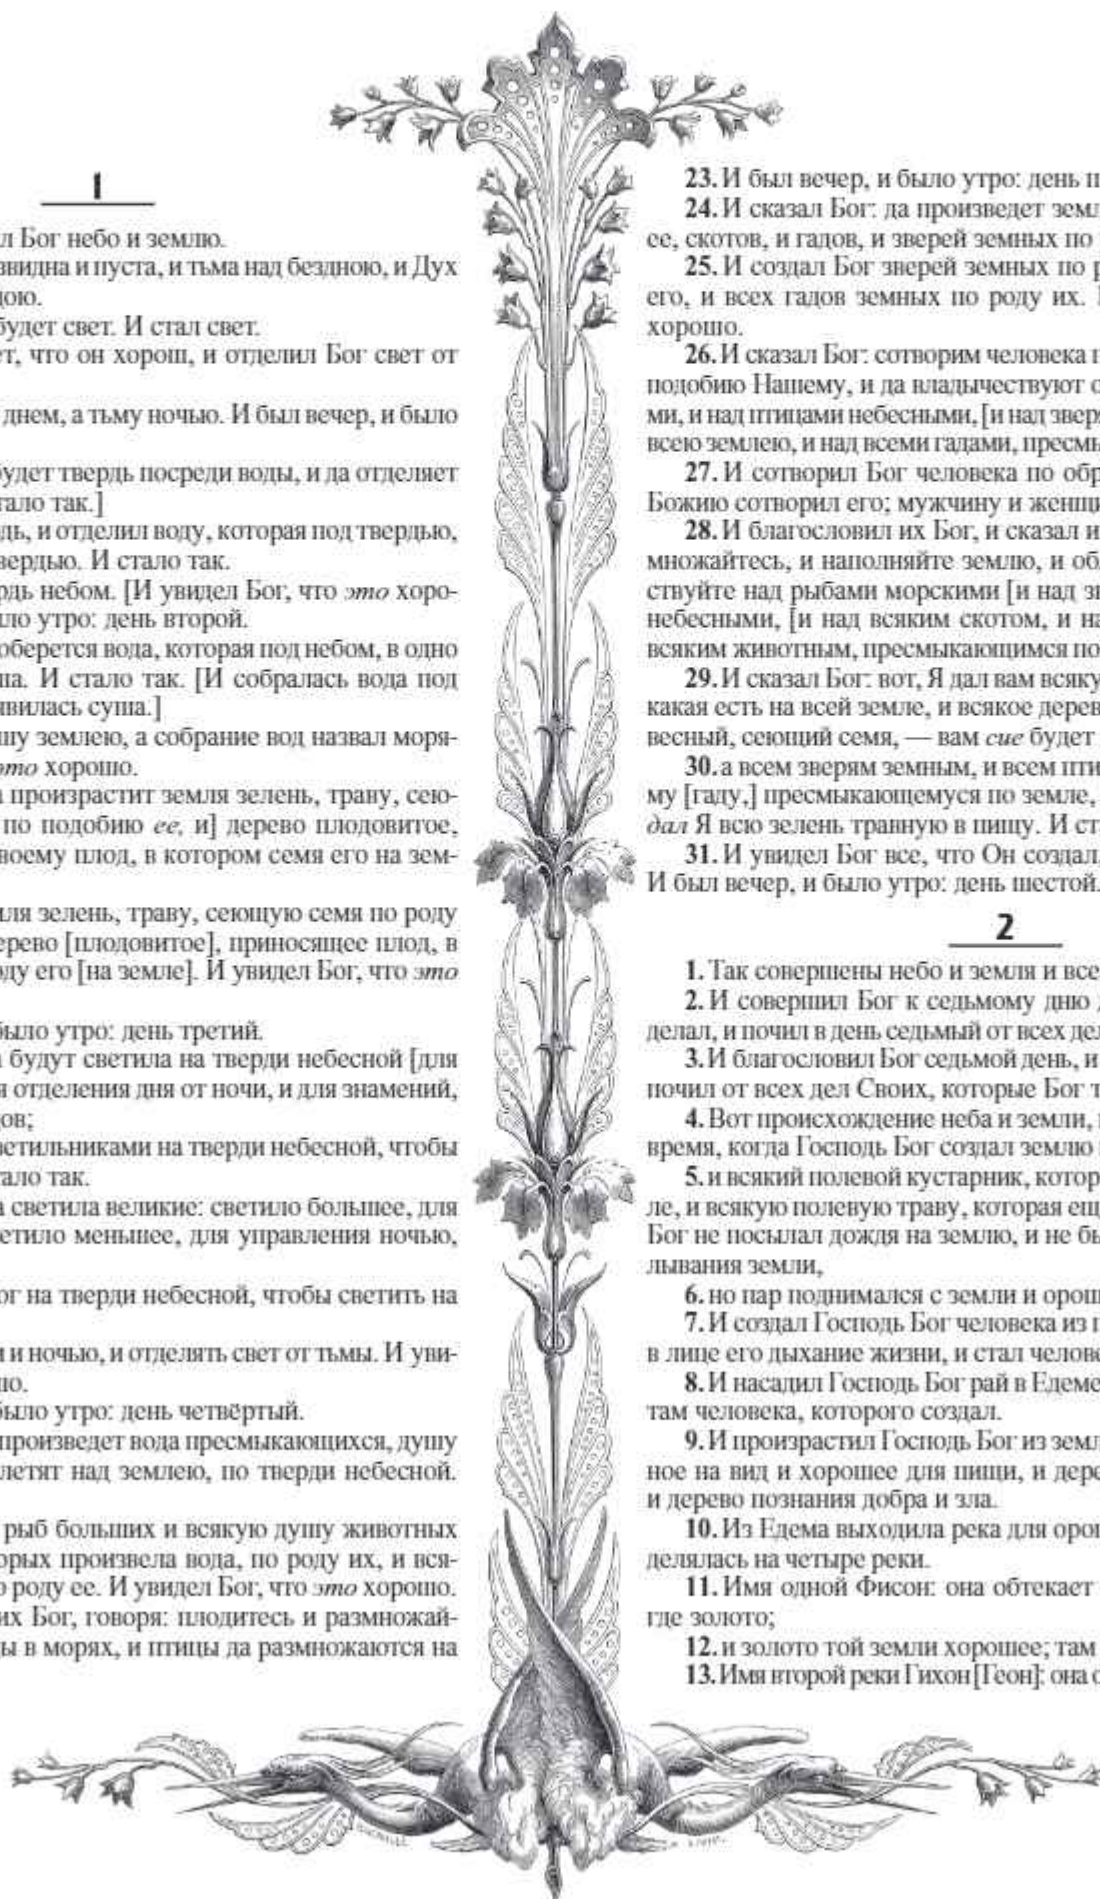 1
л Бог небо и землю.
звидна и пуста, и тьма над бездною, и Дух
дою.
будет свет. И стал свет.
ет, что он хорош, и отделил Бог свет от
днем, а тьму ночью. И был вечер, и было
будет твердь посреди воды, и да отделяет
тало так.]
дь, и отделил воду, которая под твердью,
вердью. И стало так.
рдь небом. [И увидел Бог, что это хоро-
ло утро: день второй.
оберется вода, которая под небом, в одно
ша. И стало так. [И собралась вода под
явилась суша.]
шу землею, а собрание вод назвал моря-
это хорошо.
а произрастит земля зелень, траву, сею-
по подобию ее, и] дерево плодовитое,
воему плод, в котором семя его на зем-
мля зелень, траву, сеющую семя по роду
ерево [плодовитое], приносящее плод, в
оду его [на земле]. И увидел Бог, что это
было утро: день третий.
а будут светила на тверди небесной [для
я отделения дня от ночи, и для знамений,
дов;
ветильниками на тверди небесной, чтобы
тало так.
а светила великие: светило большее, для
етило меньшее, для управления ночью,
ог на тверди небесной, чтобы светить на
и и ночью, и отделять свет от тьмы. И уви-
шо.
было утро: день четвёртый.
произведет вода пресмыкающихся, душу
летят над землею, по тверди небесной.
рыб больших и всякую душу животных
орых произвела вода, по роду их, и вся-
о роду ее. И увидел Бог, что это хорошо.
их Бог, говоря: плодитесь и размножай-
ды в морях, и птицы да размножаются на
23. И был вечер, и было утро: день п
24. И сказал Бог: да произведет земл
ее, скотов, и гадов, и зверей земных по
25. И создал Бог зверей земных по р
его, и всех гадов земных по роду их.
хорошо.
26. И сказал Бог: сотворим человека п
подобию Нашему, и да владычествуют о
ми, и над птицами небесными, [и над зверя
всею землею, и над всеми гадами, пресмы
27. И сотворил Бог человека по обр
Божию сотворил его; мужчину и женщи
28. И благословил их Бог, и сказал и
множайтесь, и наполняйте землю, и обл
ствуйте над рыбами морскими [и над зв
небесными, [и над всяким скотом, и на
всяким животным, пресмыкающимся по
29. И сказал Бог: вот, Я дал вам всяку
какая есть на всей земле, и всякое дерев
весный, сеющий семя, — вам сие будет
30. а всем зверям земным, и всем пти
му [гаду,] пресмыкающемуся по земле,
дал Я всю зелень травную в пищу. И ст
31. И увидел Бог все, что Он создал,
И был вечер, и было утро: день шестой.
2
1. Так совершены небо и земля и все
2. И совершил Бог к седьмому дню д
делал, и почил в день седьмый от всех дел
3. И благословил Бог седьмой день, и
почил от всех дел Своих, которые Бог т
4. Вот происхождение неба и земли,
время, когда Господь Бог создал землю
5. и всякий полевой кустарник, котор
ле, и всякую полевую траву, которая ещ
Бог не посылал дождя на землю, и не бы
лывания земли,
6. но пар поднимался с земли и орош
7. И создал Господь Бог человека из п
в лице его дыхание жизни, и стал челове
8. И насадил Господь Бог рай в Едеме
там человека, которого создал.
9. И произрастил Господь Бог из земл
ное на вид и хорошее для пищи, и дере
и дерево познания добра и зла.
10. Из Едема выходила река для орош
делялась на четыре реки.
11. Имя одной Фисон: она обтекает
где золото;
12. и золото той земли хорошее; там
13. Имя второй реки Гихон [Геон]: она о